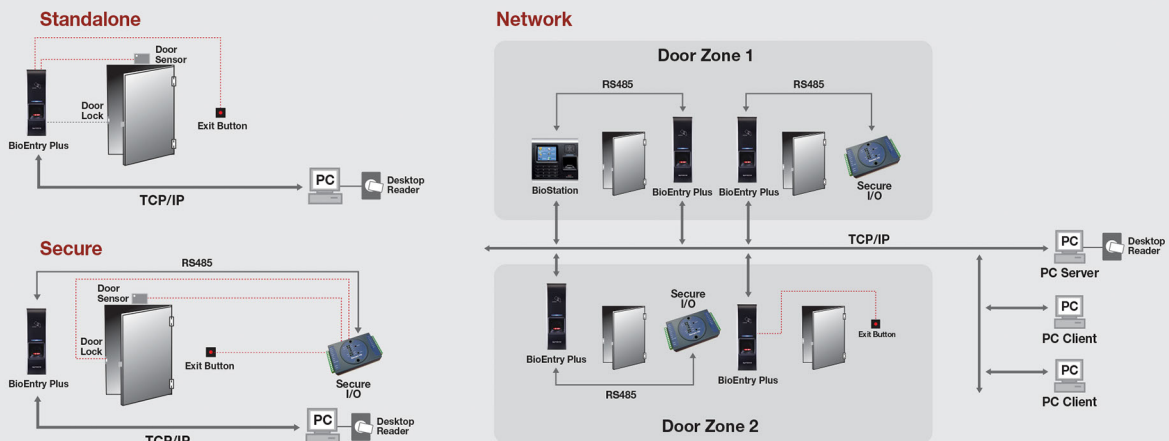 Standalone
Door
Sensor
Door
Lock
BioEntry Plus
Exit Button
TCP/IP
PC
Desktop
Reader
Secure
RS485
Door
Sensor
Door
Lock
BioEntry Plus
Exit Button
Secure
I/O
TCP/IP
PC
Desktop
Reader
Network
Door Zone 1
RS485
RS485
BioStation
BioEntry Plus
BioEntry Plus
Secure
I/O
TCP/IP
PC
Desktop
Reader
PC Server
PC
PC Client
PC
PC Client
BioEntry Plus
Secure
I/O
RS485
BioEntry Plus
Exit Button
Door Zone 2